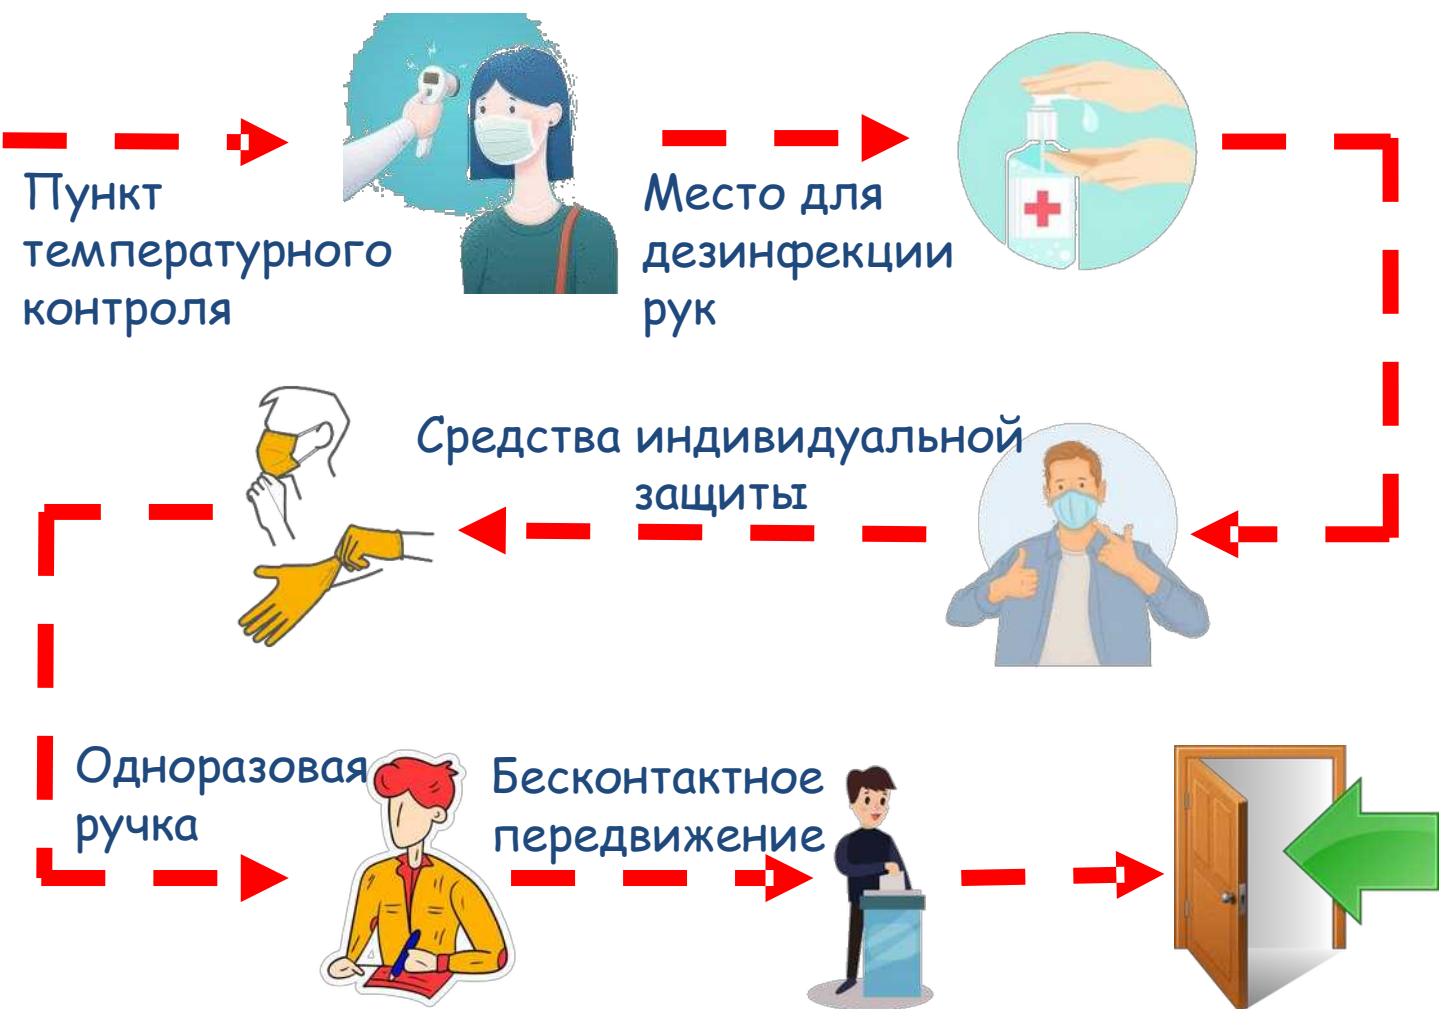 Пункт
температурного
контроля
Место для
дезинфекции
рук
Средства индивидуальной
защиты
Одноразовая
ручка
Бесконтактное
передвижение